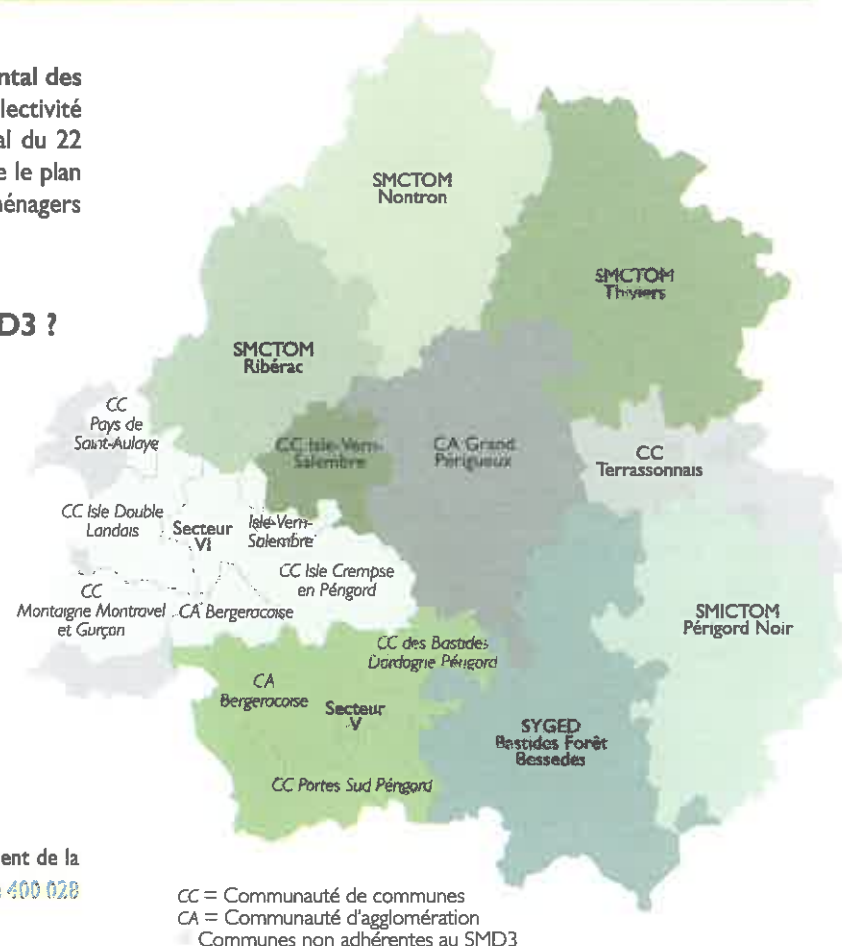 ntal des
lectivité
al du 22
e le plan
énagers
D3 ?
SMCTOM
Nontron
SMCTOM
Thiviers
SMCTOM
Ribérac
CC
Pays de
Saint-Aulaye
CC Isle-Vern-
Salembre
CA Grand
Périgueux
CC
Terrassonnais
CC Isle Double
Landais
Secteur
VI
Isle-Vern-
Salembre
CC Isle Crempse
en Périgord
CC
Montaigne Montravel
et Gurçon
CA Bergeracoise
SMICTOM
Périgord Noir
CC des Bastides
Dordogne Périgord
CA
Bergeracoise
Secteur
V
SYGED
Bastides Forêt
Bessedes
CC Portes Sud Périgord
ent de la
400 028
CC = Communauté de communes
CA = Communauté d'agglomération
Communes non adhérentes au SMD3